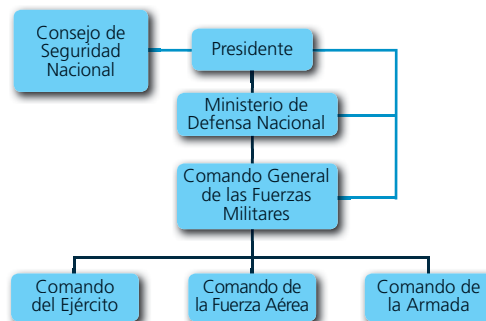 Consejo de
Seguridad
Nacional
Presidente
Ministerio de
Defensa Nacional
Comando General
de las Fuerzas
Militares
Comando
del Ejército
Comando de
la Fuerza Aérea
Comando de
la Armada